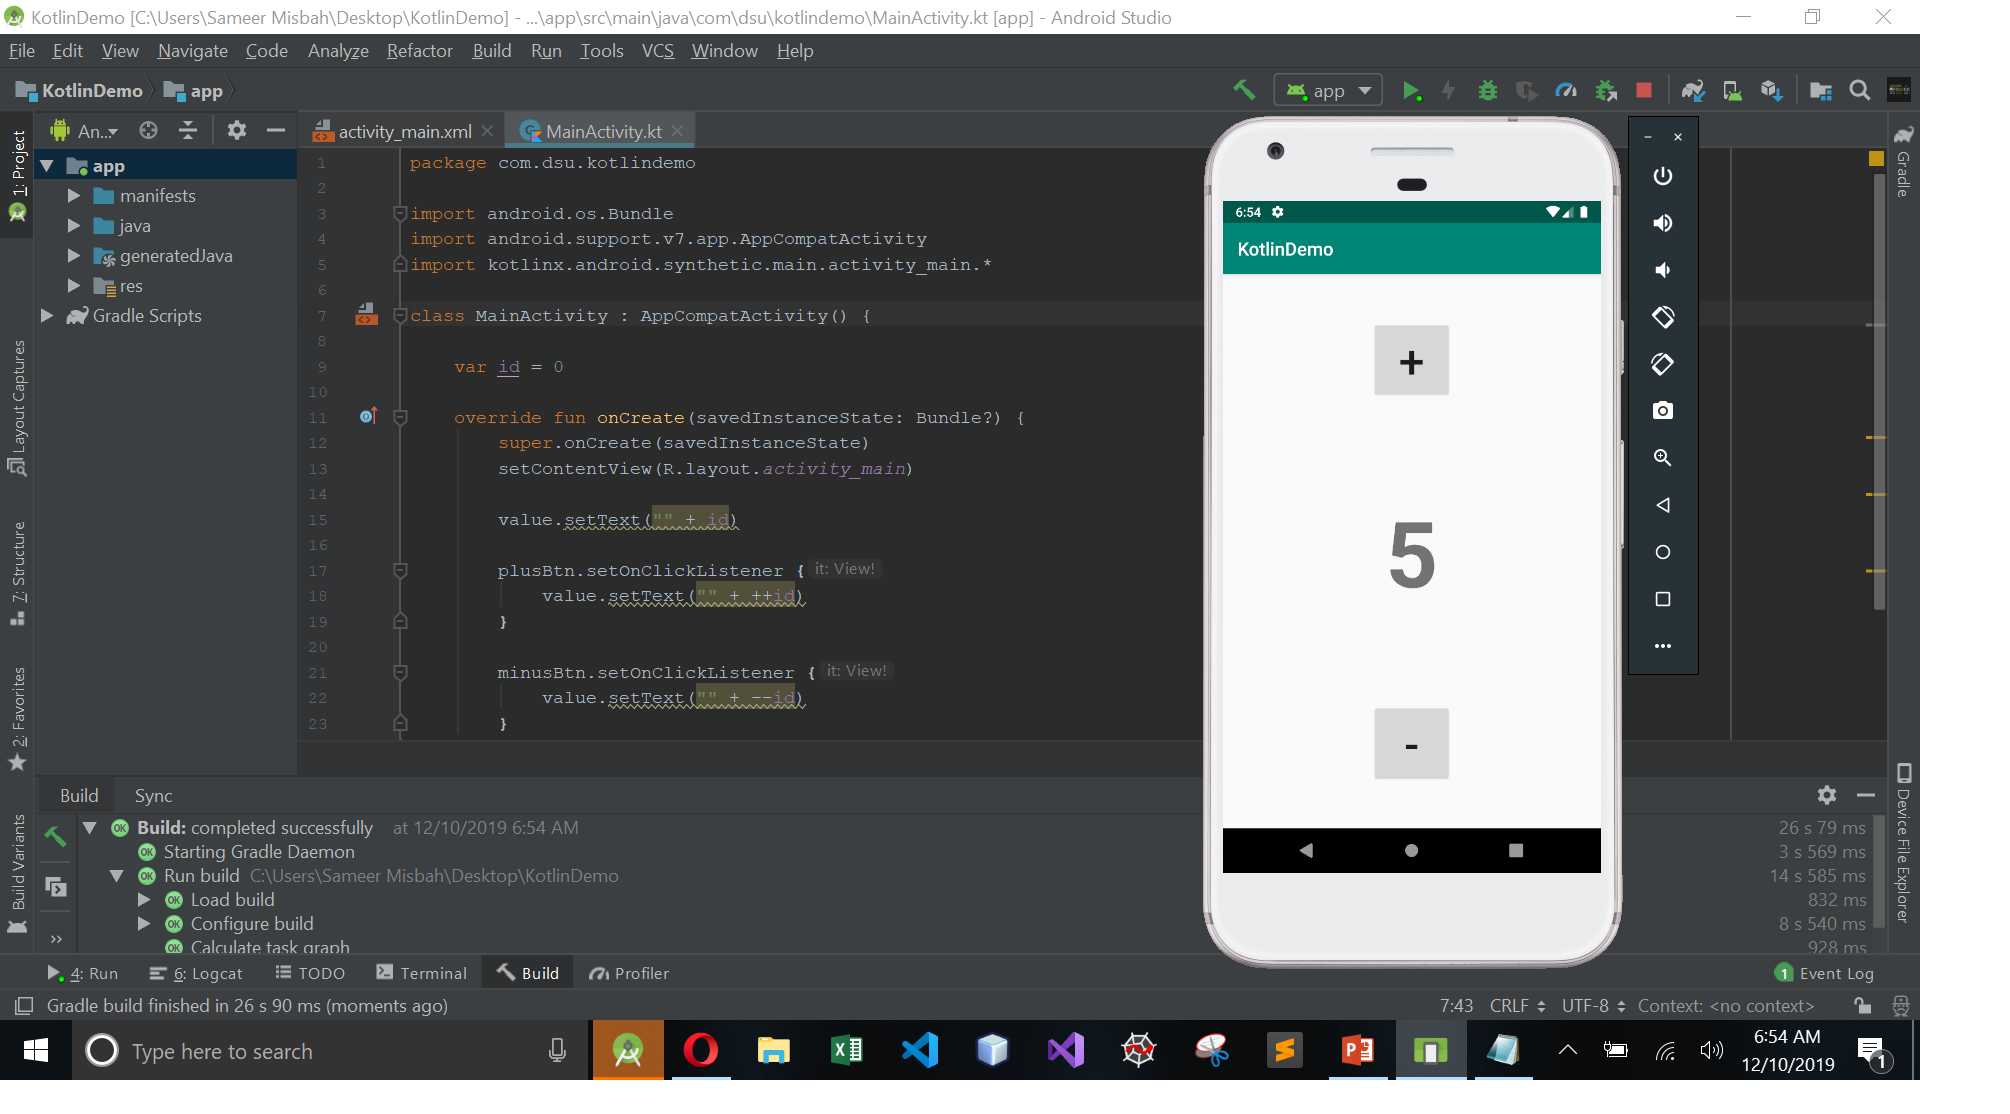 KotlinDemo [C:\Users\Sameer Misbah\Desktop\KotlinDemo] - ...\app\src\main\java\com\dsu\kotlindemo\MainActivity.kt [app] - Android Studio
File Edit View Navigate Code Analyze Refactor Build Run Tools VCS Window Help
KotlinDemo app
app
An...
activity_main.xml
MainActivity.kt
1: Project
Layout Captures
7: Structure
2: Favorites
Build Variants
app
manifests
java
generatedJava
res
Gradle Scripts
1 package com.dsu.kotlindemo
2
3 import android.os.Bundle
4 import android.support.v7.app.AppCompatActivity
5 import kotlinx.android.synthetic.main.activity_main.*
6
7 class MainActivity : AppCompatActivity() {
8
9 var id = 0
10
11 override fun onCreate(savedInstanceState: Bundle?) {
12 super.onCreate(savedInstanceState)
13 setContentView(R.layout.activity_main)
14
15 value.setText("" + id)
16
17 plusBtn.setOnClickListener { it: View!
18 value.setText("" + ++id)
19 }
20
21 minusBtn.setOnClickListener { it: View!
22 value.setText("" + --id)
23 }
6:54
KotlinDemo
+
5
-
Gradle
Device File Explorer
Build Sync
Build: completed successfully at 12/10/2019 6:54 AM 26 s 79 ms
Starting Gradle Daemon 3 s 569 ms
Run build C:\Users\Sameer Misbah\Desktop\KotlinDemo 14 s 585 ms
Load build 832 ms
Configure build 8 s 540 ms
Calculate task graph 928 ms
4: Run 6: Logcat TODO Terminal Build Profiler 1 Event Log
Gradle build finished in 26 s 90 ms (moments ago) 7:43 CRLF UTF-8 Context: <no context>
Type here to search
6:54 AM
12/10/2019
1